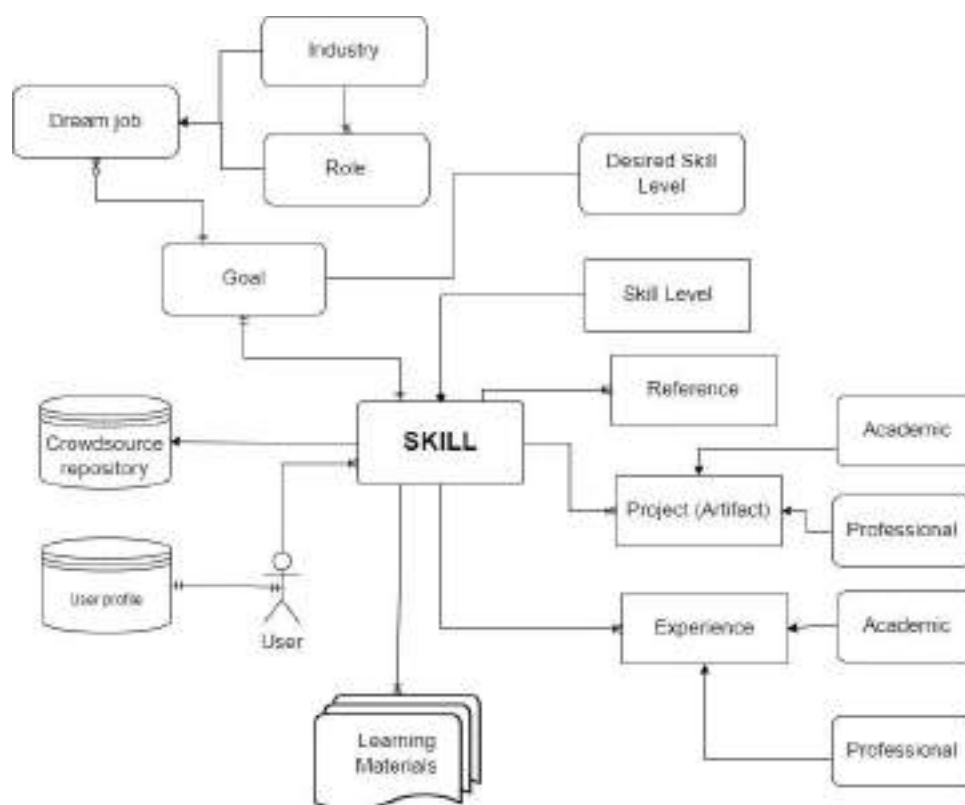 Industry
Dream job
Role
Desired Skill
Level
Goal
Skill Level
Reference
Academic
Crowdsource
repository
SKILL
Project (Artifact)
Professional
User profile
User
Experience
Academic
Learning
Materials
Professional